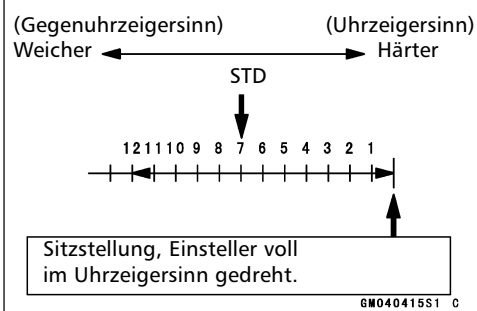 (Gegenuhrzeigersinn) (Uhrzeigersinn)
Weicher Härter
STD
12 11 10 9 8 7 6 5 4 3 2 1
Sitzstellung, Einsteller voll
im Uhrzeigersinn gedreht.
GM040415S1 C